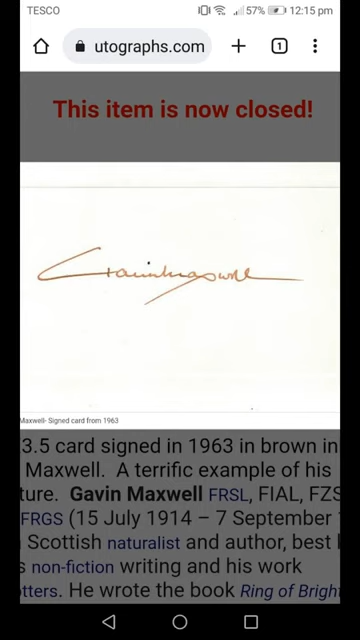 TESCO 57% 12:15 pm
utographs.com 1
This item is now closed!
Gavin Maxwell
Maxwell- Signed card from 1963
3.5 card signed in 1963 in brown in
Maxwell. A terrific example of his
ture. Gavin Maxwell FRSL, FIAL, FZS
FRGS (15 July 1914 – 7 September
Scottish naturalist and author, best
s non-fiction writing and his work
otters. He wrote the book Ring of Brigh